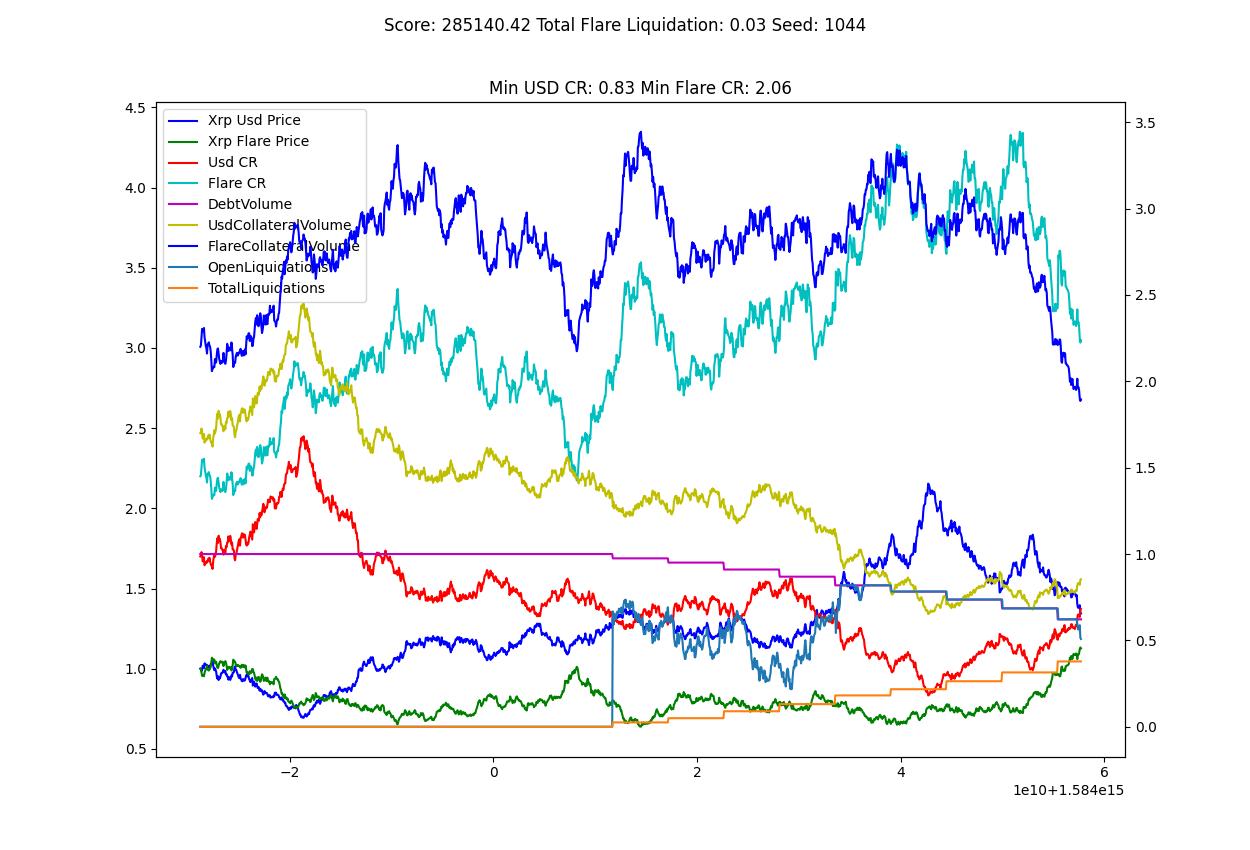 Score: 285140.42 Total Flare Liquidation: 0.03 Seed: 1044
Min USD CR: 0.83 Min Flare CR: 2.06
Xrp Usd Price
Xrp Flare Price
Usd CR
Flare CR
DebtVolume
UsdCollateralVolume
FlareCollateralVolume
OpenLiquidations
TotalLiquidations
4.5
4.0
3.5
3.0
2.5
2.0
1.5
1.0
0.5
3.5
3.0
2.5
2.0
1.5
1.0
0.5
0.0
−2
0
2
4
6
1e10+1.584e15